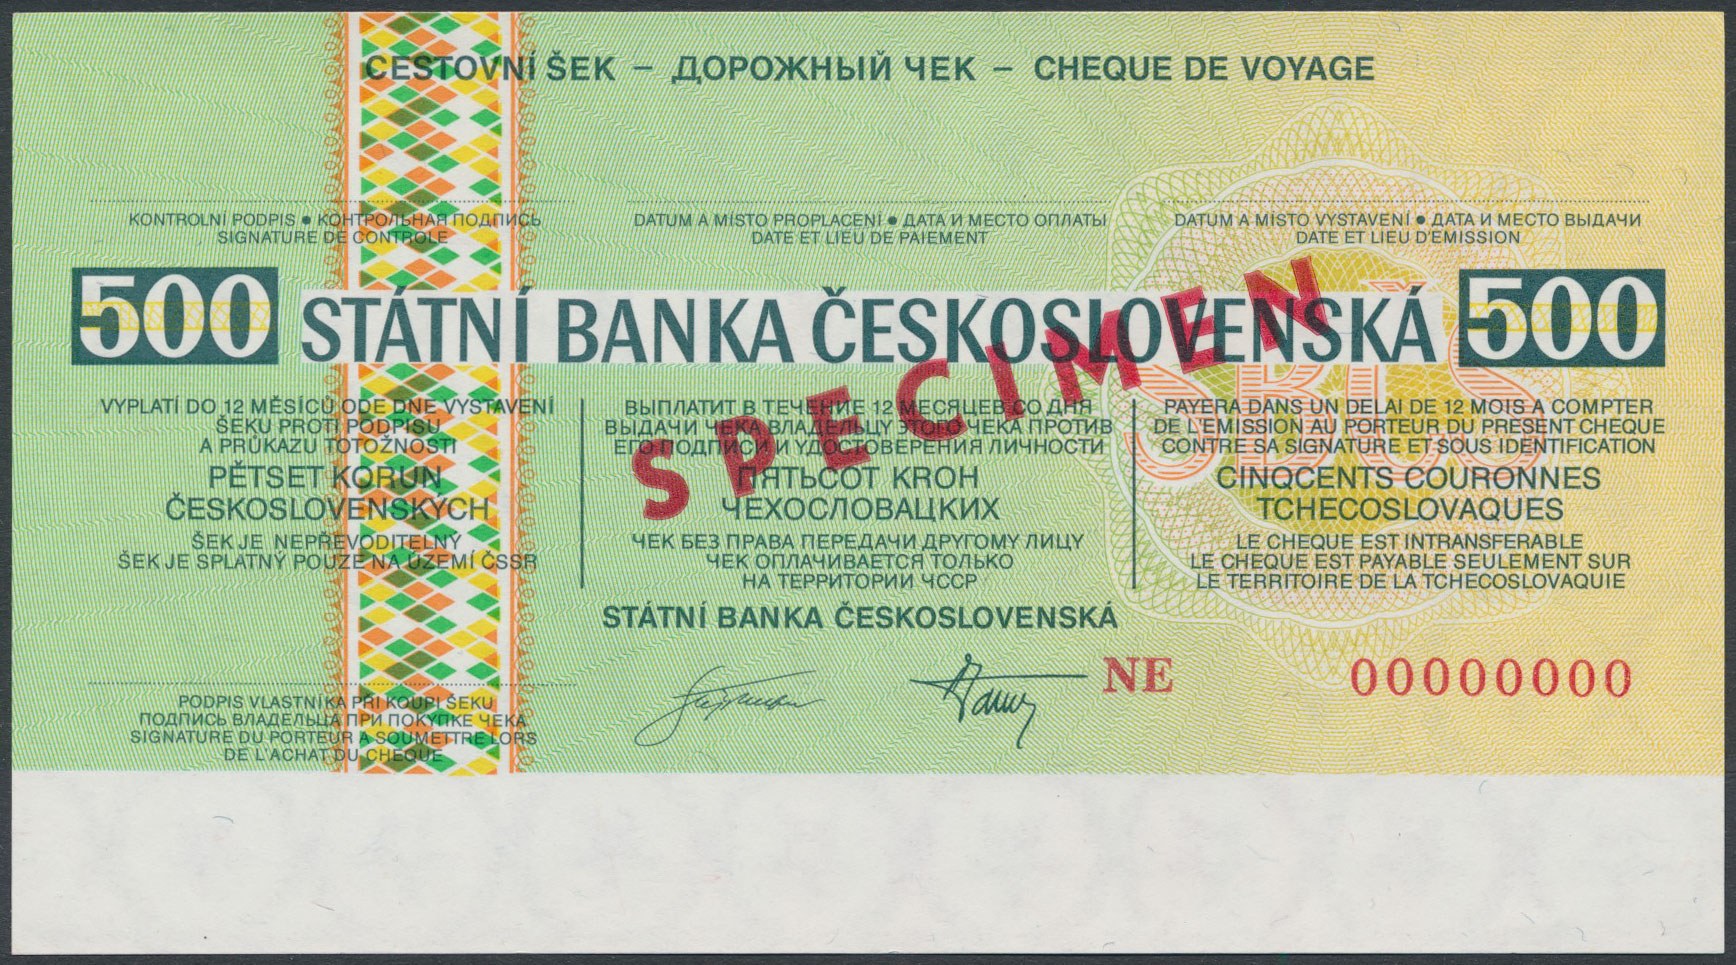 CESTOVNÍ ŠEK – ДОРОЖНЫЙ ЧЕК – CHEQUE DE VOYAGE
KONTROLNÍ PODPIS ● КОНТРОЛЬНАЯ ПОДПИСЬ
SIGNATURE DE CONTROLE
DATUM A MÍSTO PROPLACENÍ ● ДАТА И МЕСТО ОПЛАТЫ
DATE ET LIEU DE PAIEMENT
DATUM A MÍSTO VYSTAVENÍ ● ДАТА И МЕСТО ВЫДАЧИ
DATE ET LIEU D'EMISSION
500 STÁTNÍ BANKA ČESKOSLOVENSKÁ 500
SPECIMEN
SBČS
VYPLATÍ DO 12 MĚSÍCŮ ODE DNE VYSTAVENÍ
ŠEKU PROTI PODPISU
A PRŮKAZU TOTOŽNOSTI
PĚTSET KORUN
ČESKOSLOVENSKÝCH
ŠEK JE NEPŘEVODITELNÝ
ŠEK JE SPLATNÝ POUZE NA ÚZEMÍ ČSSR
ВЫПЛАТИТ В ТЕЧЕНИЕ 12 МЕСЯЦЕВ СО ДНЯ
ВЫДАЧИ ЧЕКА ВЛАДЕЛЬЦУ ЭТОГО ЧЕКА ПРОТИВ
ЕГО ПОДПИСИ И УДОСТОВЕРЕНИЯ ЛИЧНОСТИ
ПЯТЬСОТ KROH
ЧЕХОСЛОВАЦКИХ
ЧЕК БЕЗ ПРАВА ПЕРЕДАЧИ ДРУГОМУ ЛИЦУ
ЧЕК ОПЛАЧИВАЕТСЯ ТОЛЬКО
НА ТЕРРИТОРИИ ЧССР
PAYERA DANS UN DELAI DE 12 MOIS A COMPTER
DE L'EMISSION AU PORTEUR DU PRESENT CHEQUE
CONTRE SA SIGNATURE ET SOUS IDENTIFICATION
CINQCENTS COURONNES
TCHECOSLOVAQUES
LE CHEQUE EST INTRANSFERABLE
LE CHEQUE EST PAYABLE SEULEMENT SUR
LE TERRITOIRE DE LA TCHECOSLOVAQUIE
STÁTNÍ BANKA ČESKOSLOVENSKÁ
NE 00000000
PODPIS VLASTNÍKA PŘI KOUPI ŠEKU
ПОДПИСЬ ВЛАДЕЛЬЦА ПРИ ПОКУПКЕ ЧЕКА
SIGNATURE DU PORTEUR A SOUMETTRE LORS
DE L'ACHAT DU CHEQUE